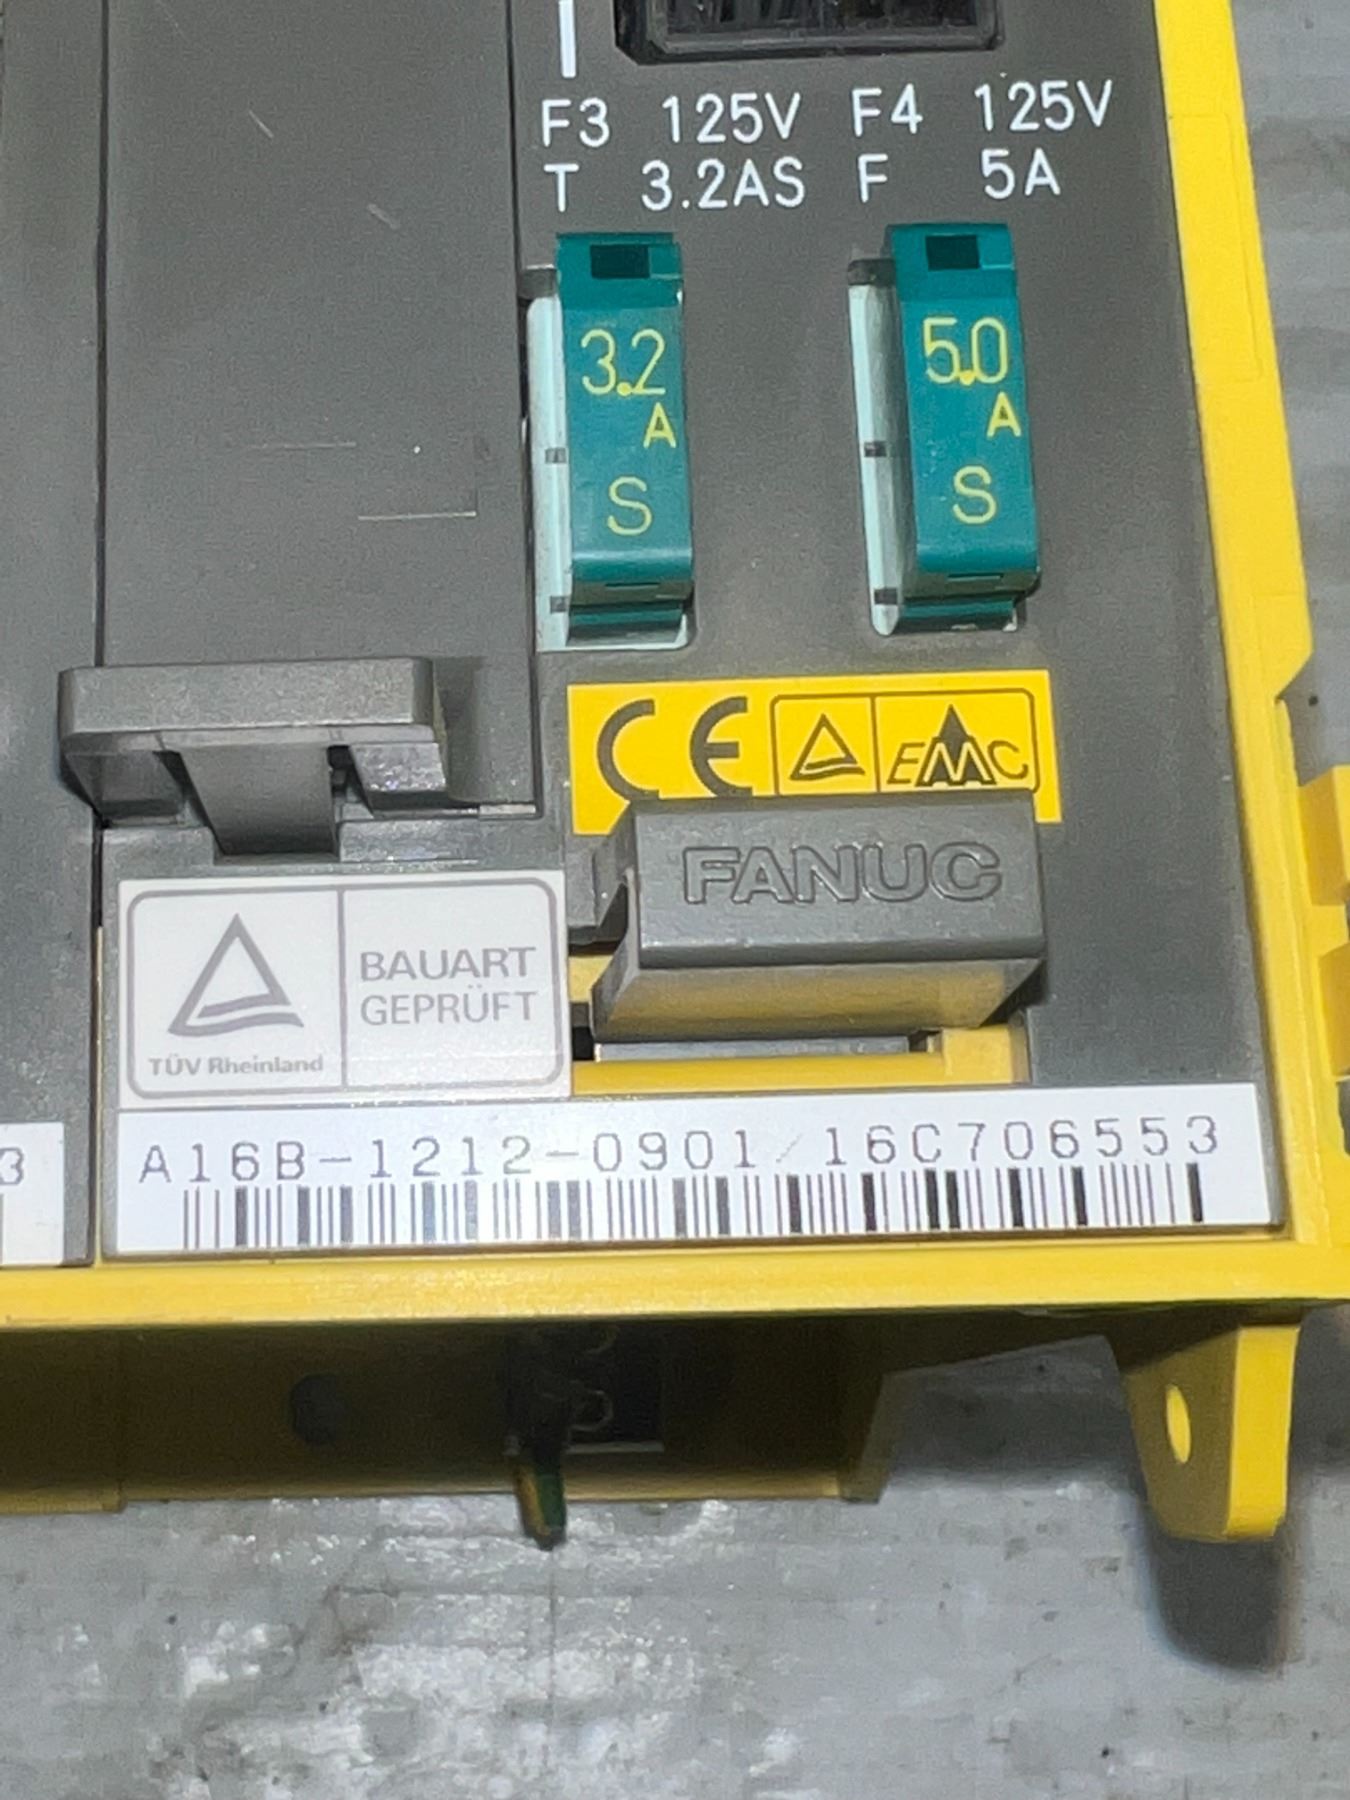 F3 125V F4 125V
T 3.2AS F 5A
3.2
A
S
5.0
A
S
CE EMC
FANUC
BAUART
GEPRÜFT
TÜV Rheinland
3
A16B-1212-0901 16C706553